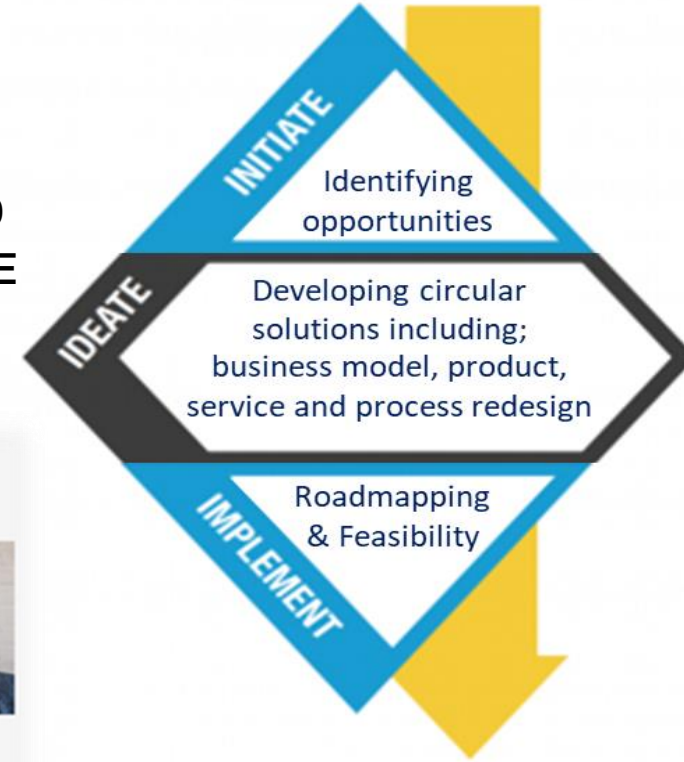 INITIATE
Identifying
opportunities
IDEATE
Developing circular
solutions including;
business model, product,
service and process redesign
IMPLEMENT
Roadmapping
& Feasibility